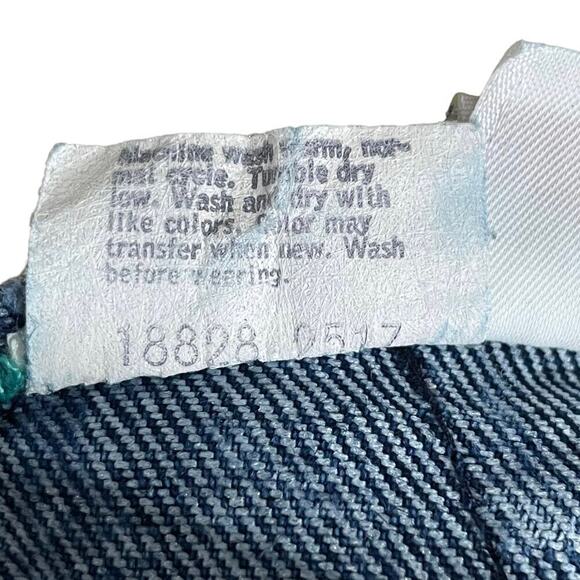 Machine wash warm, nor-
mal cycle. Tumble dry
low. Wash and dry with
like colors. Color may
transfer when new. Wash
before wearing.
18828 2517